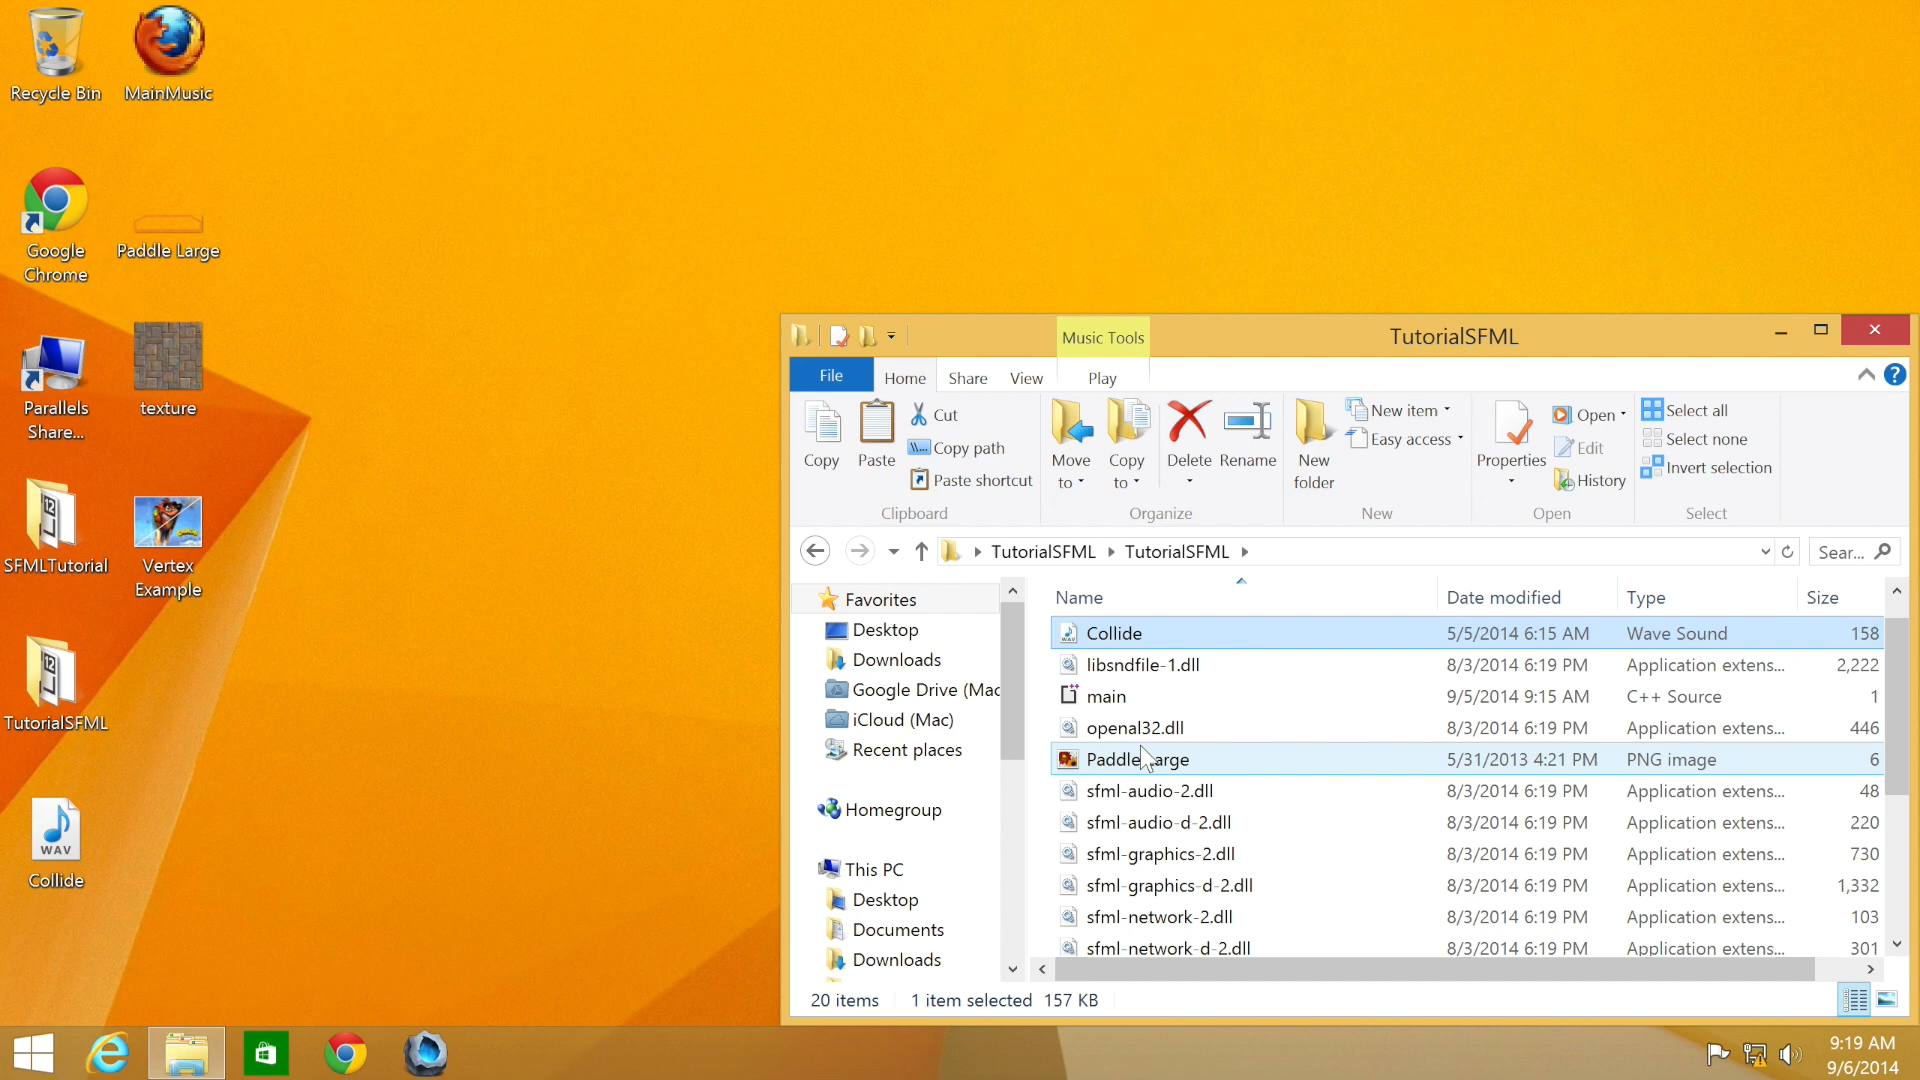 Recycle Bin
MainMusic
Google
Chrome
Paddle Large
Parallels
Share...
texture
SFMLTutorial
Vertex
Example
TutorialSFML
WAV
Collide
Music Tools
TutorialSFML
File
Home
Share
View
Play
Copy
Paste
Cut
Copy path
Paste shortcut
Clipboard
Move
to
Copy
to
Delete
Rename
Organize
New
folder
New item
Easy access
New
Properties
Open
Edit
History
Open
Select all
Select none
Invert selection
Select
TutorialSFML
TutorialSFML
Sear...
Favorites
Desktop
Downloads
Google Drive (Mac
iCloud (Mac)
Recent places
Homegroup
This PC
Desktop
Documents
Downloads
Name Date modified Type Size
Collide 5/5/2014 6:15 AM Wave Sound 158
libsndfile-1.dll 8/3/2014 6:19 PM Application extens... 2,222
main 9/5/2014 9:15 AM C++ Source 1
openal32.dll 8/3/2014 6:19 PM Application extens... 446
Paddle Large 5/31/2013 4:21 PM PNG image 6
sfml-audio-2.dll 8/3/2014 6:19 PM Application extens... 48
sfml-audio-d-2.dll 8/3/2014 6:19 PM Application extens... 220
sfml-graphics-2.dll 8/3/2014 6:19 PM Application extens... 730
sfml-graphics-d-2.dll 8/3/2014 6:19 PM Application extens... 1,332
sfml-network-2.dll 8/3/2014 6:19 PM Application extens... 103
sfml-network-d-2.dll 8/3/2014 6:19 PM Application extens... 301
20 items 1 item selected 157 KB
9:19 AM
9/6/2014